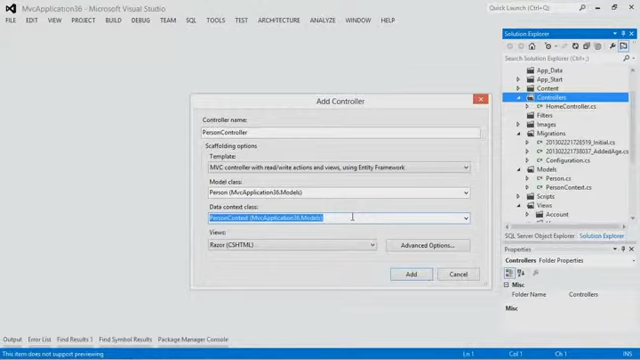 MvcApplication36 - Microsoft Visual Studio
Quick Launch (Ctrl+Q)
FILE EDIT VIEW PROJECT BUILD DEBUG TEAM SQL TOOLS TEST ARCHITECTURE ANALYZE WINDOW HELP
Solution Explorer
Search Solution Explorer
App_Data
App_Start
Content
Controllers
HomeController.cs
Filters
Images
Migrations
201302221728519_Initial.cs
_AddedAge.cs
Configuration.cs
Models
Person.cs
PersonContext.cs
Scripts
Views
Account
SQL Server Object Explorer Solution Explorer
Properties
Controllers Folder Properties
Misc
Folder Name Controllers
Misc
Add Controller
Controller name:
PersonController
Scaffolding options
Template:
MVC controller with read/write actions and views, using Entity Framework
Model class:
Person (MvcApplication36.Models)
Data context class:
PersonContext (MvcApplication36.Models)
Views:
Razor (CSHTML)
Advanced Options...
Add
Cancel
Output Error List Find Results 1 Find Symbol Results Package Manager Console
This item does not support previewing
Ln 1 Col 1 Ch 1 INS